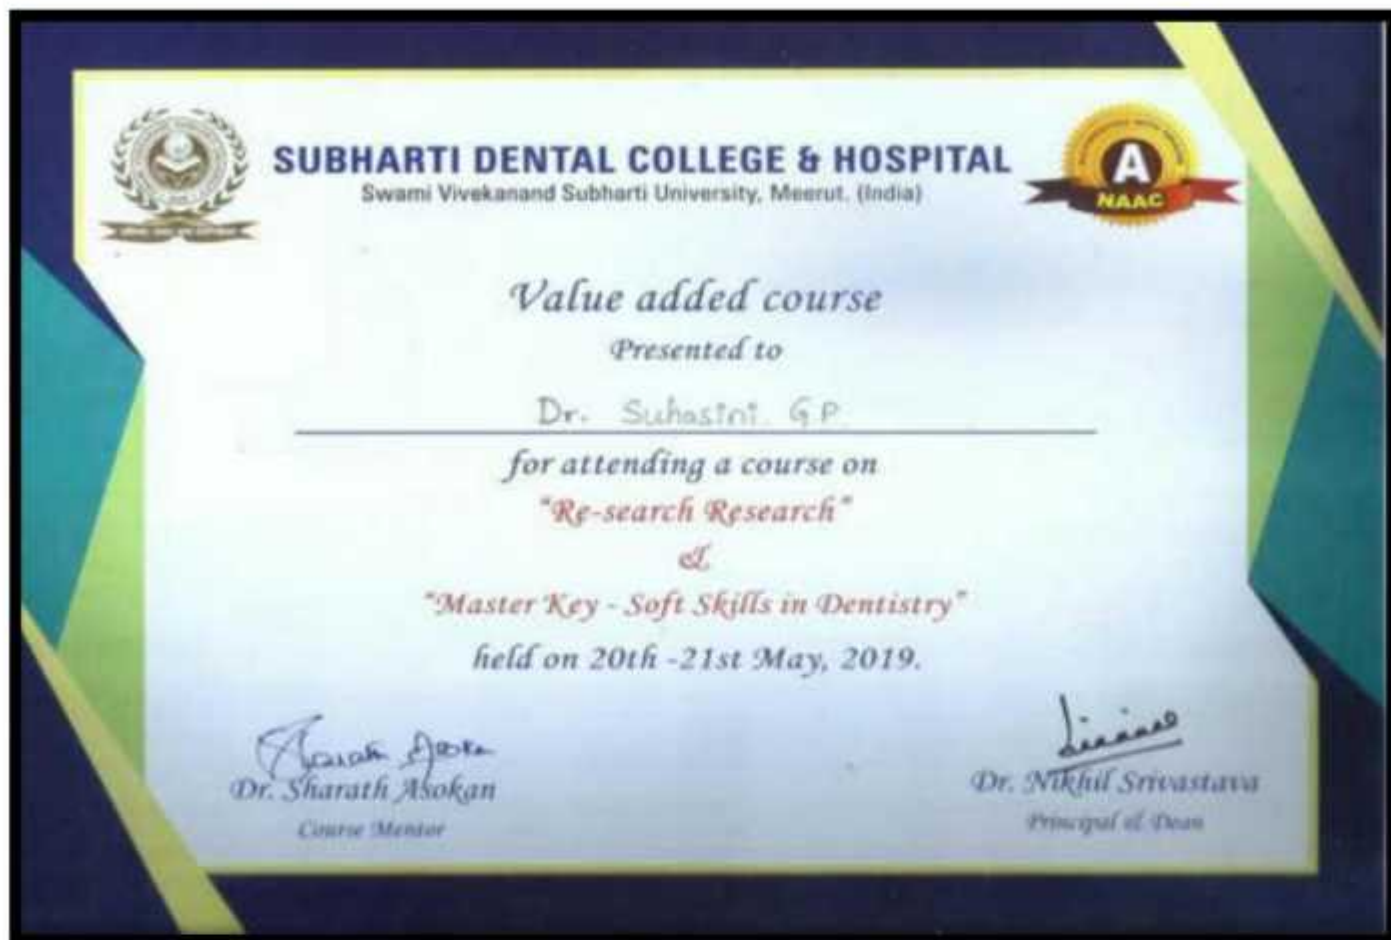 SUBHARTI DENTAL COLLEGE & HOSPITAL
Swami Vivekanand Subharti University, Meerut. (India)
A
NAAC
Value added course
Presented to
Dr. Suhasini. G P.
for attending a course on
"Re-search Research"
&
"Master Key - Soft Skills in Dentistry"
held on 20th -21st May, 2019.
Sharath Asokan
Dr. Sharath Asokan
Dr. Nikhil Srivastava
Course Mentor
Principal & Dean